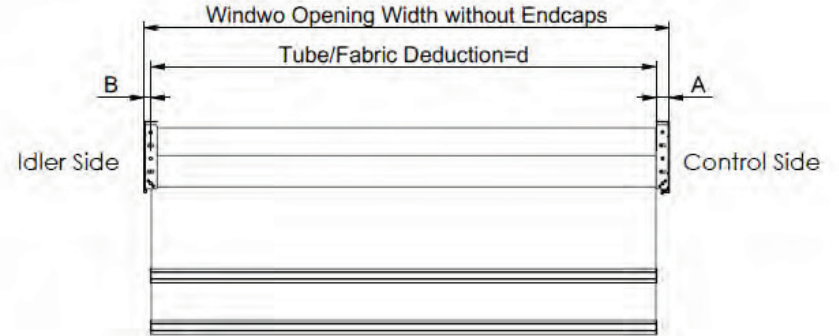 Windwo Opening Width without Endcaps
Tube/Fabric Deduction=d
B
A
Idler Side
Control Side